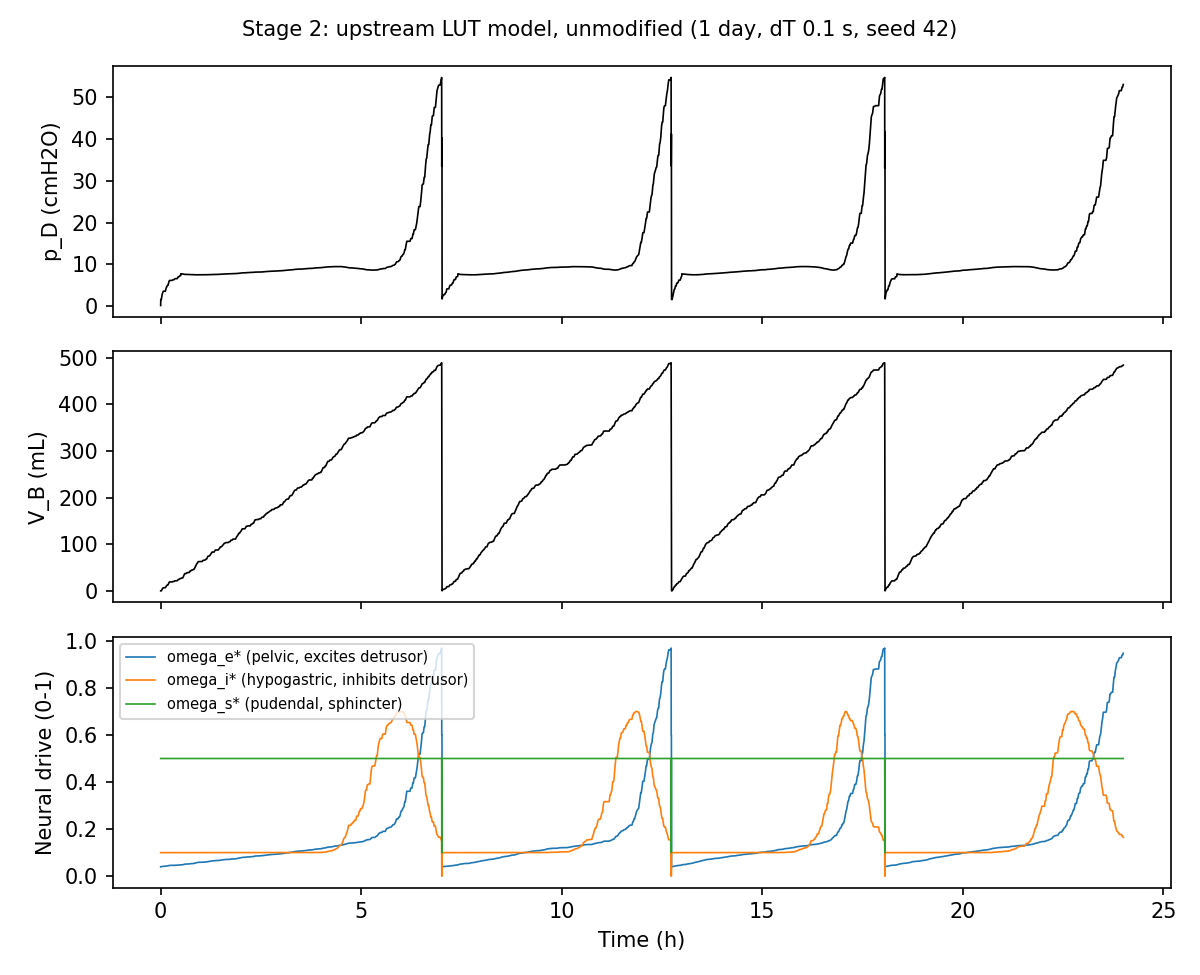 Stage 2: upstream LUT model, unmodified (1 day, dT 0.1 s, seed 42)
50
40
30
20
10
0
p_D (cmH2O)
500
400
300
200
100
0
V_B (mL)
1.0
0.8
0.6
0.4
0.2
0.0
Neural drive (0-1)
omega_e* (pelvic, excites detrusor)
omega_i* (hypogastric, inhibits detrusor)
omega_s* (pudendal, sphincter)
0 5 10 15 20 25
Time (h)